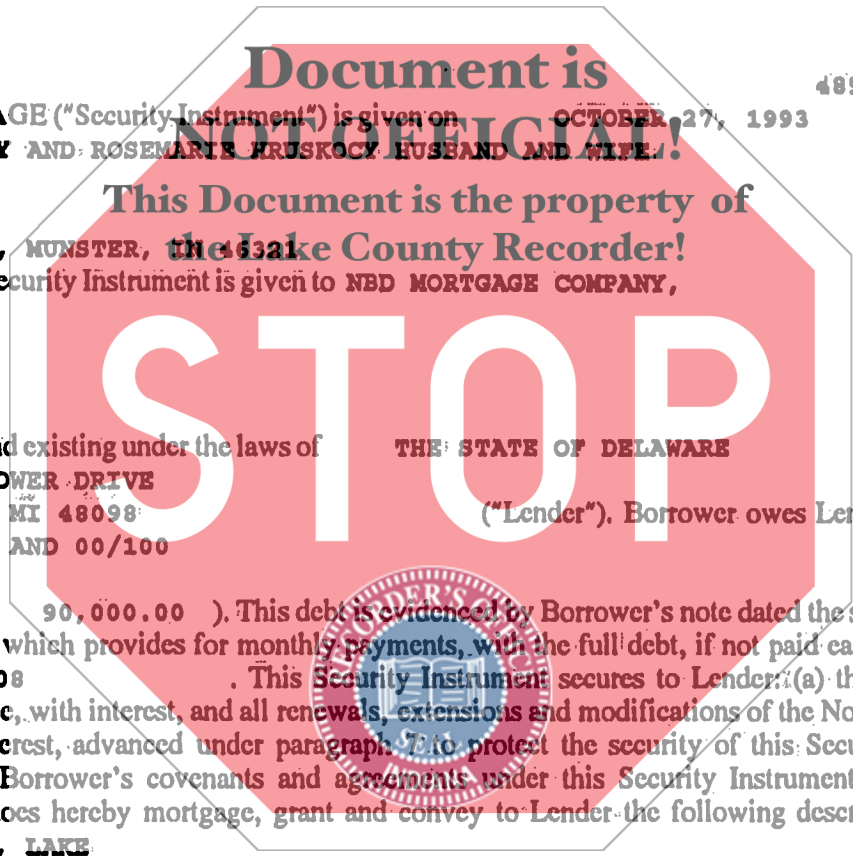 Document is
489
AGE ("Security Instrument") is given on OCTOBER 27, 1993
NOT OFFICIAL!
Y AND ROSEMARIE HRUSKOCY HUSBAND AND WIFE.
This Document is the property of
the Lake County Recorder!
, MUNSTER, IN 46321
ecurity Instrument is given to NBD MORTGAGE COMPANY,
STOP
d existing under the laws of THE STATE OF DELAWARE
OWER DRIVE
MI 48098 ("Lender"). Borrower owes Len
AND 00/100
90,000.00 ). This debt is evidenced by Borrower's note dated the s
which provides for monthly payments, with the full debt, if not paid ea
08 . This Security Instrument secures to Lender: (a) th
e, with interest, and all renewals, extensions and modifications of the No
erest, advanced under paragraph 7 to protect the security of this Secu
Borrower's covenants and agreements under this Security Instrument
oes hereby mortgage, grant and convey to Lender the following descr
LAKE
SEAL
INDIANA